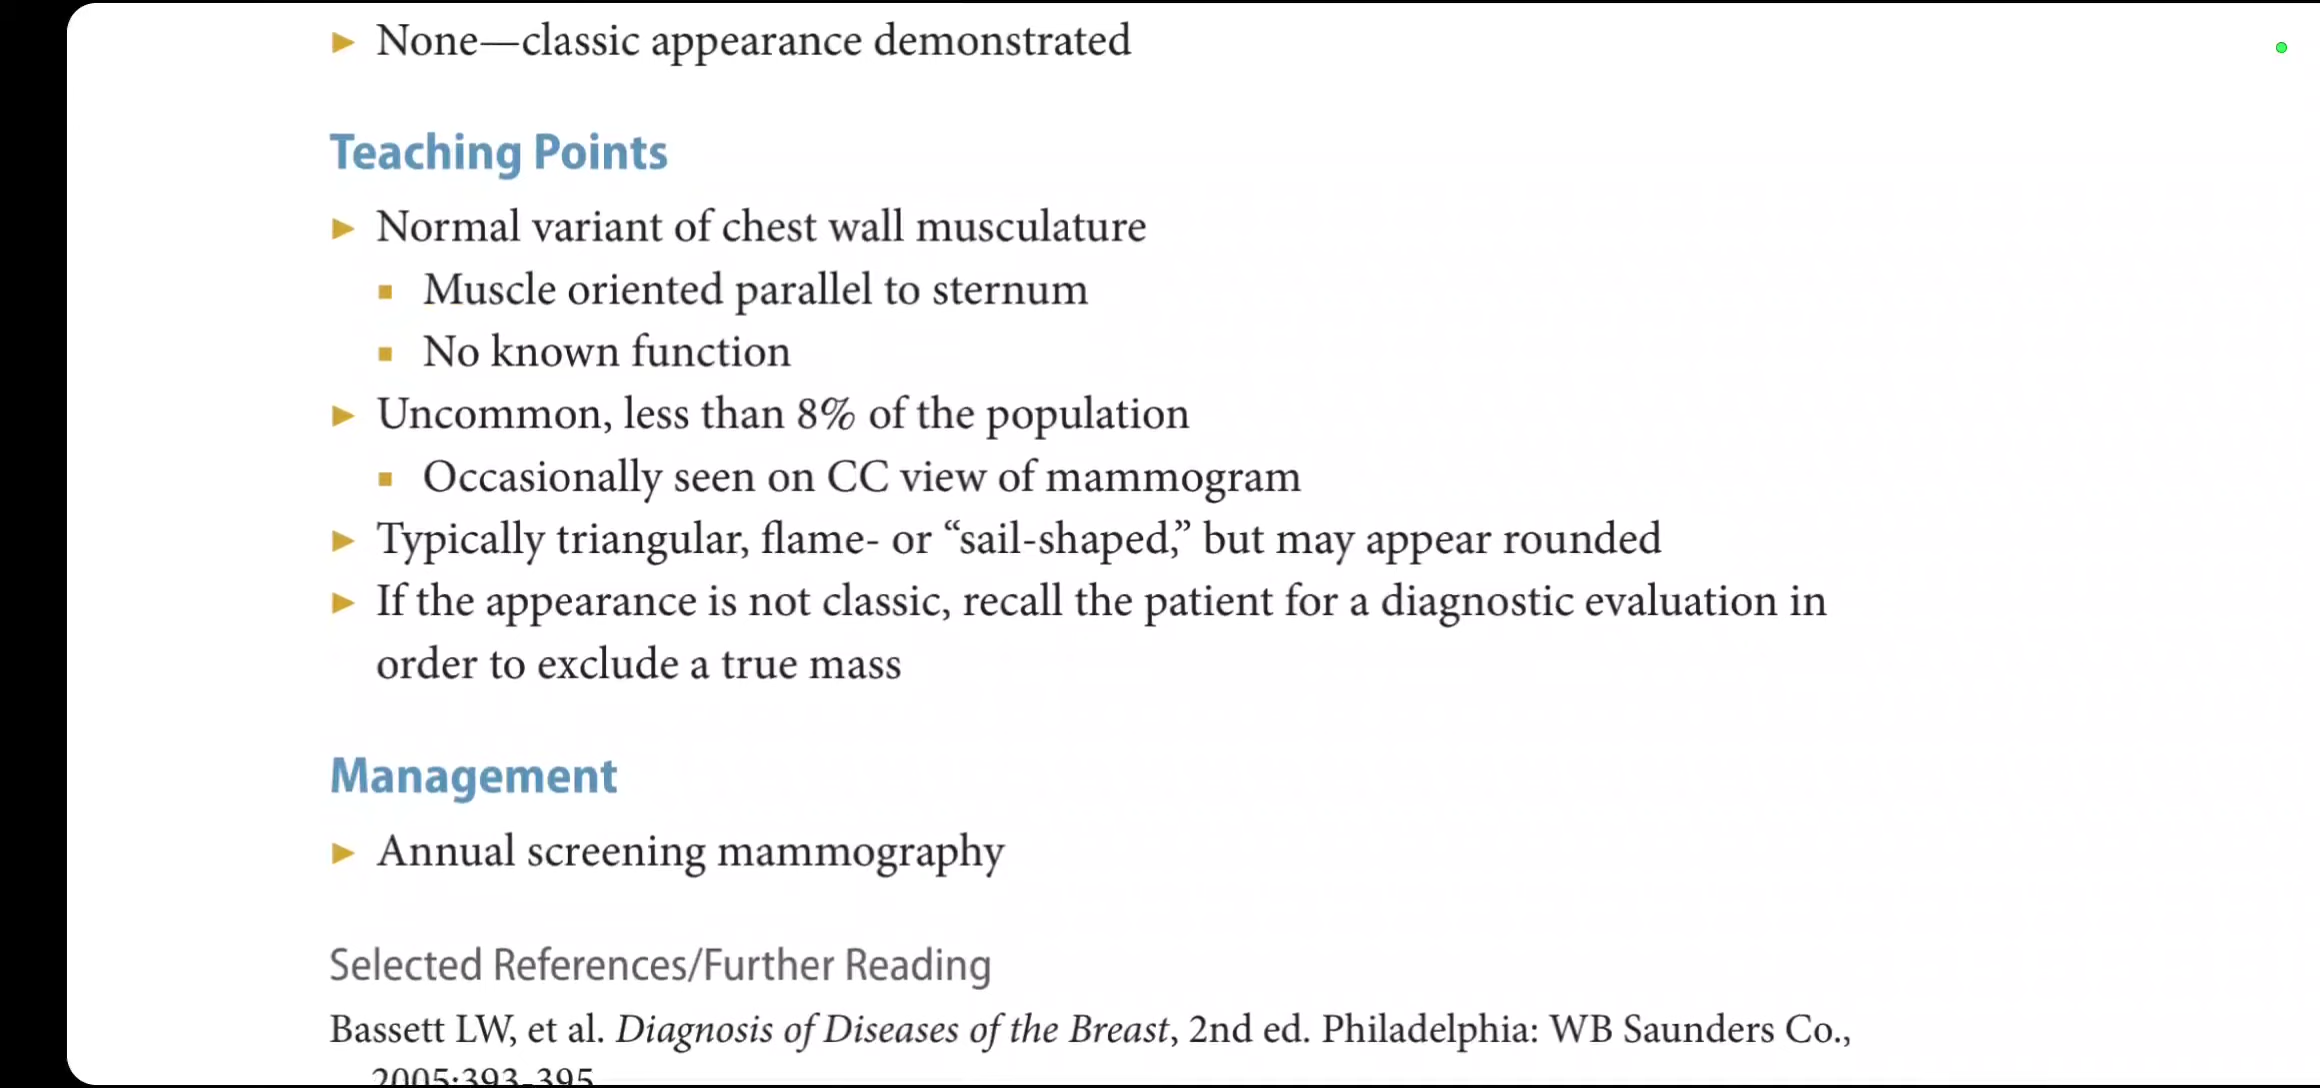 ► None—classic appearance demonstrated
Teaching Points
► Normal variant of chest wall musculature
■ Muscle oriented parallel to sternum
■ No known function
► Uncommon, less than 8% of the population
■ Occasionally seen on CC view of mammogram
► Typically triangular, flame- or “sail-shaped,” but may appear rounded
► If the appearance is not classic, recall the patient for a diagnostic evaluation in
order to exclude a true mass
Management
► Annual screening mammography
Selected References/Further Reading
Bassett LW, et al. Diagnosis of Diseases of the Breast, 2nd ed. Philadelphia: WB Saunders Co.,
2005:393-395